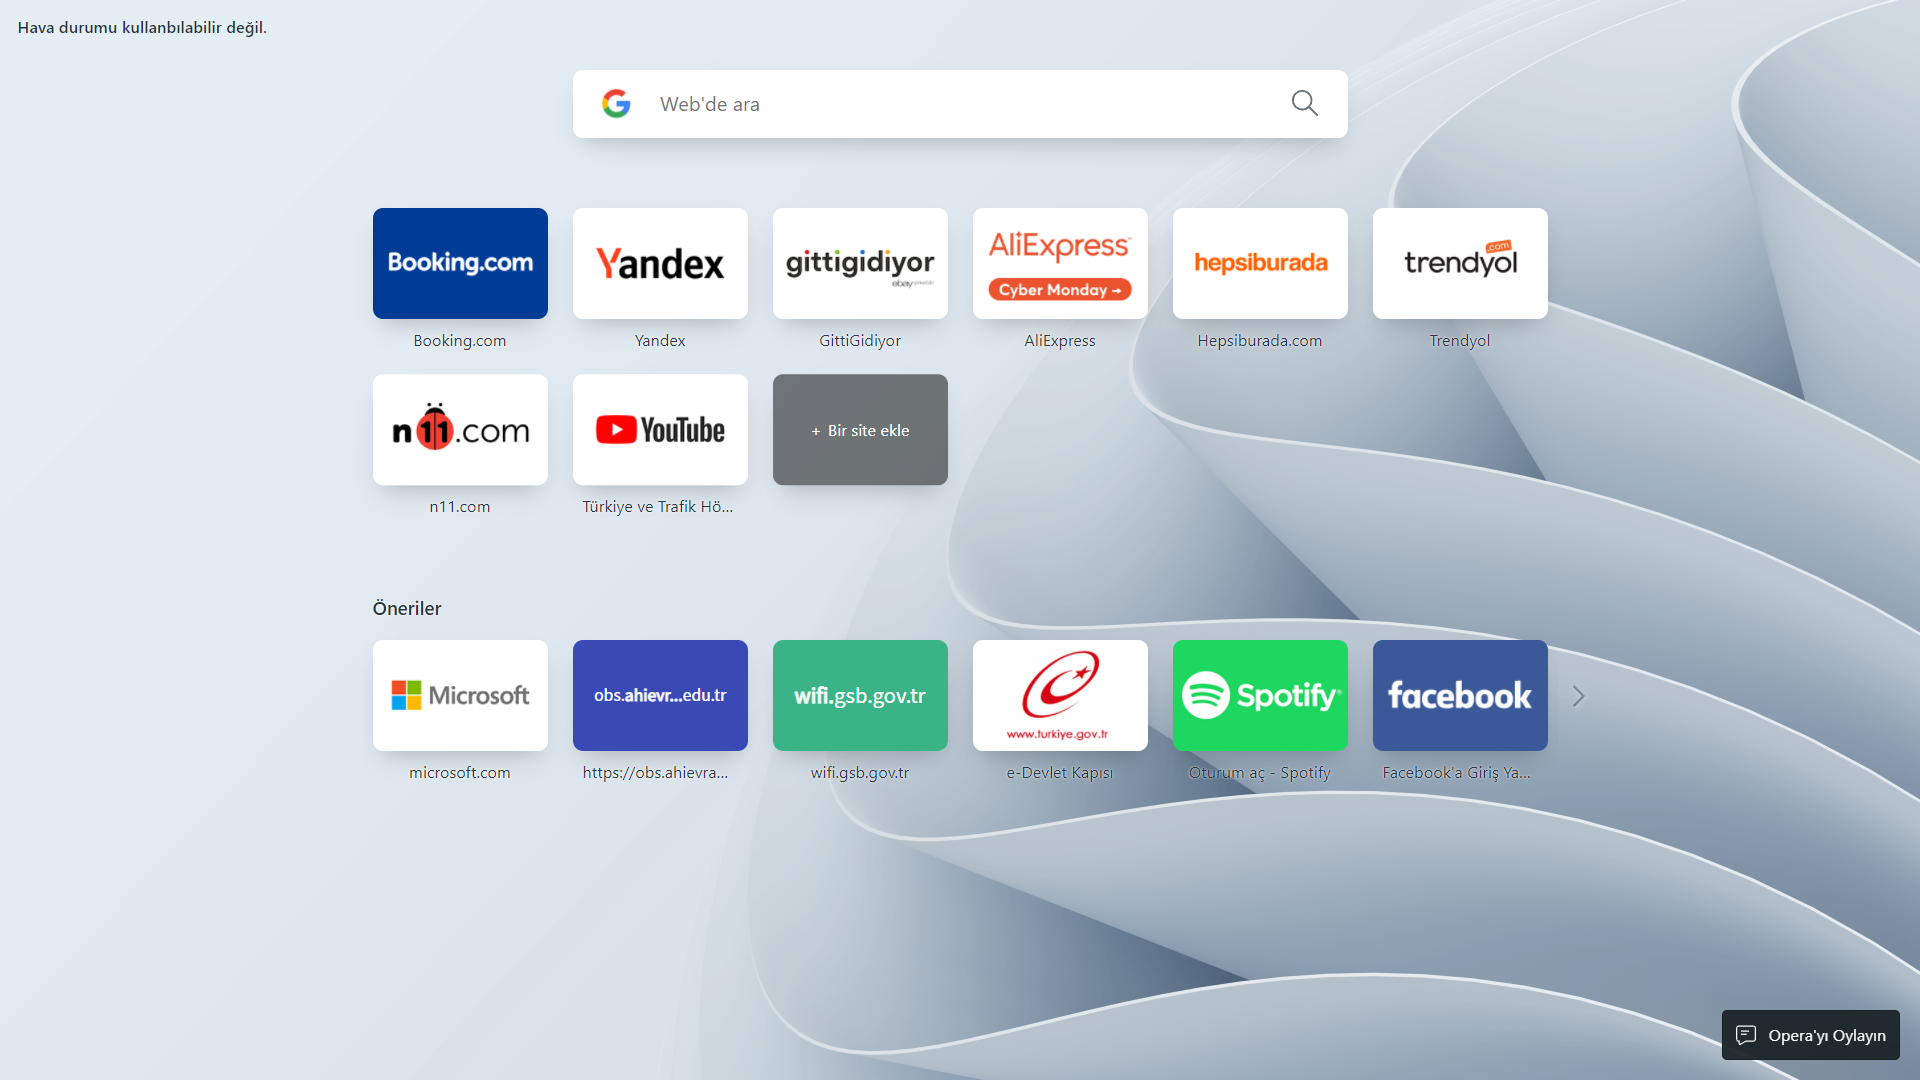 Hava durumu kullanbılabilir değil.
Web'de ara
Booking.com
Yandex
gittigidiyor
AliExpress
Cyber Monday →
hepsiburada
trendyol
.com
Booking.com
Yandex
GittiGidiyor
AliExpress
Hepsiburada.com
Trendyol
n11.com
YouTube
+ Bir site ekle
n11.com
Türkiye ve Trafik Hö...
Öneriler
Microsoft
obs.ahievr...edu.tr
wifi.gsb.gov.tr
www.turkiye.gov.tr
Spotify
facebook
microsoft.com
https://obs.ahievra...
wifi.gsb.gov.tr
e-Devlet Kapısı
Oturum aç - Spotify
Facebook'a Giriş Ya...
Opera'yı Oylayın